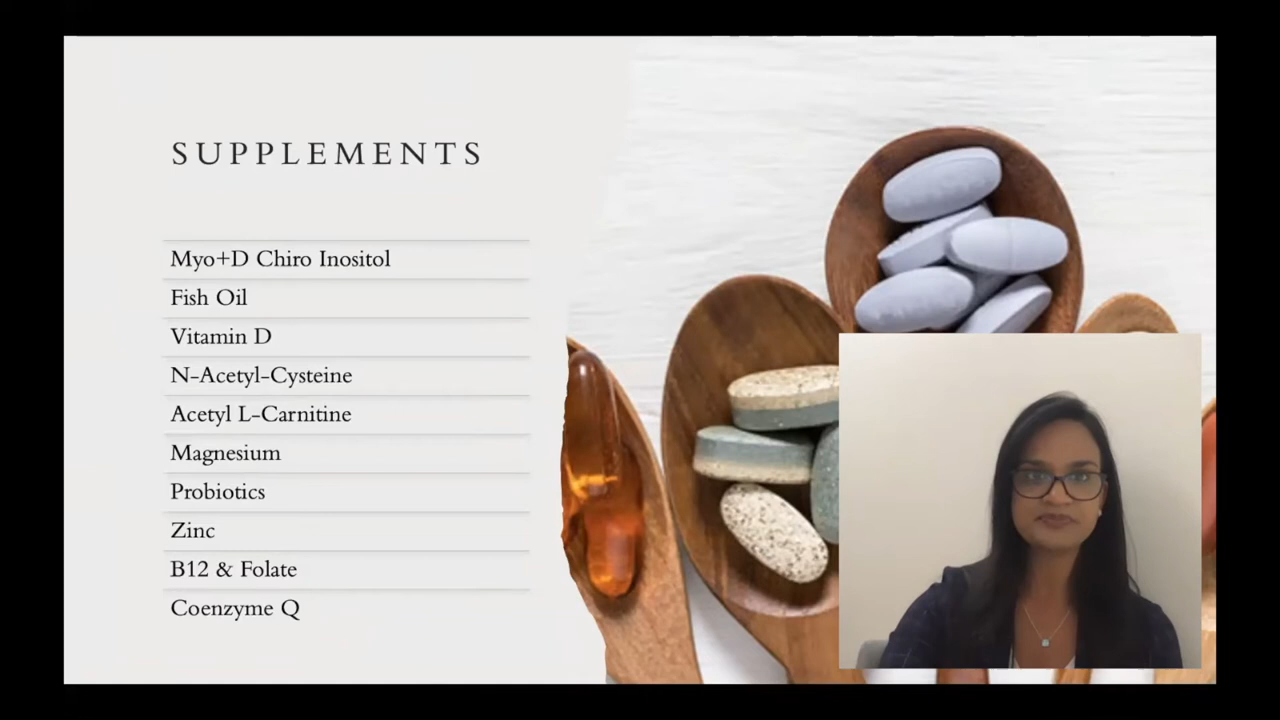 SUPPLEMENTS
Myo+D Chiro Inositol
Fish Oil
Vitamin D
N-Acetyl-Cysteine
Acetyl L-Carnitine
Magnesium
Probiotics
Zinc
B12 & Folate
Coenzyme Q